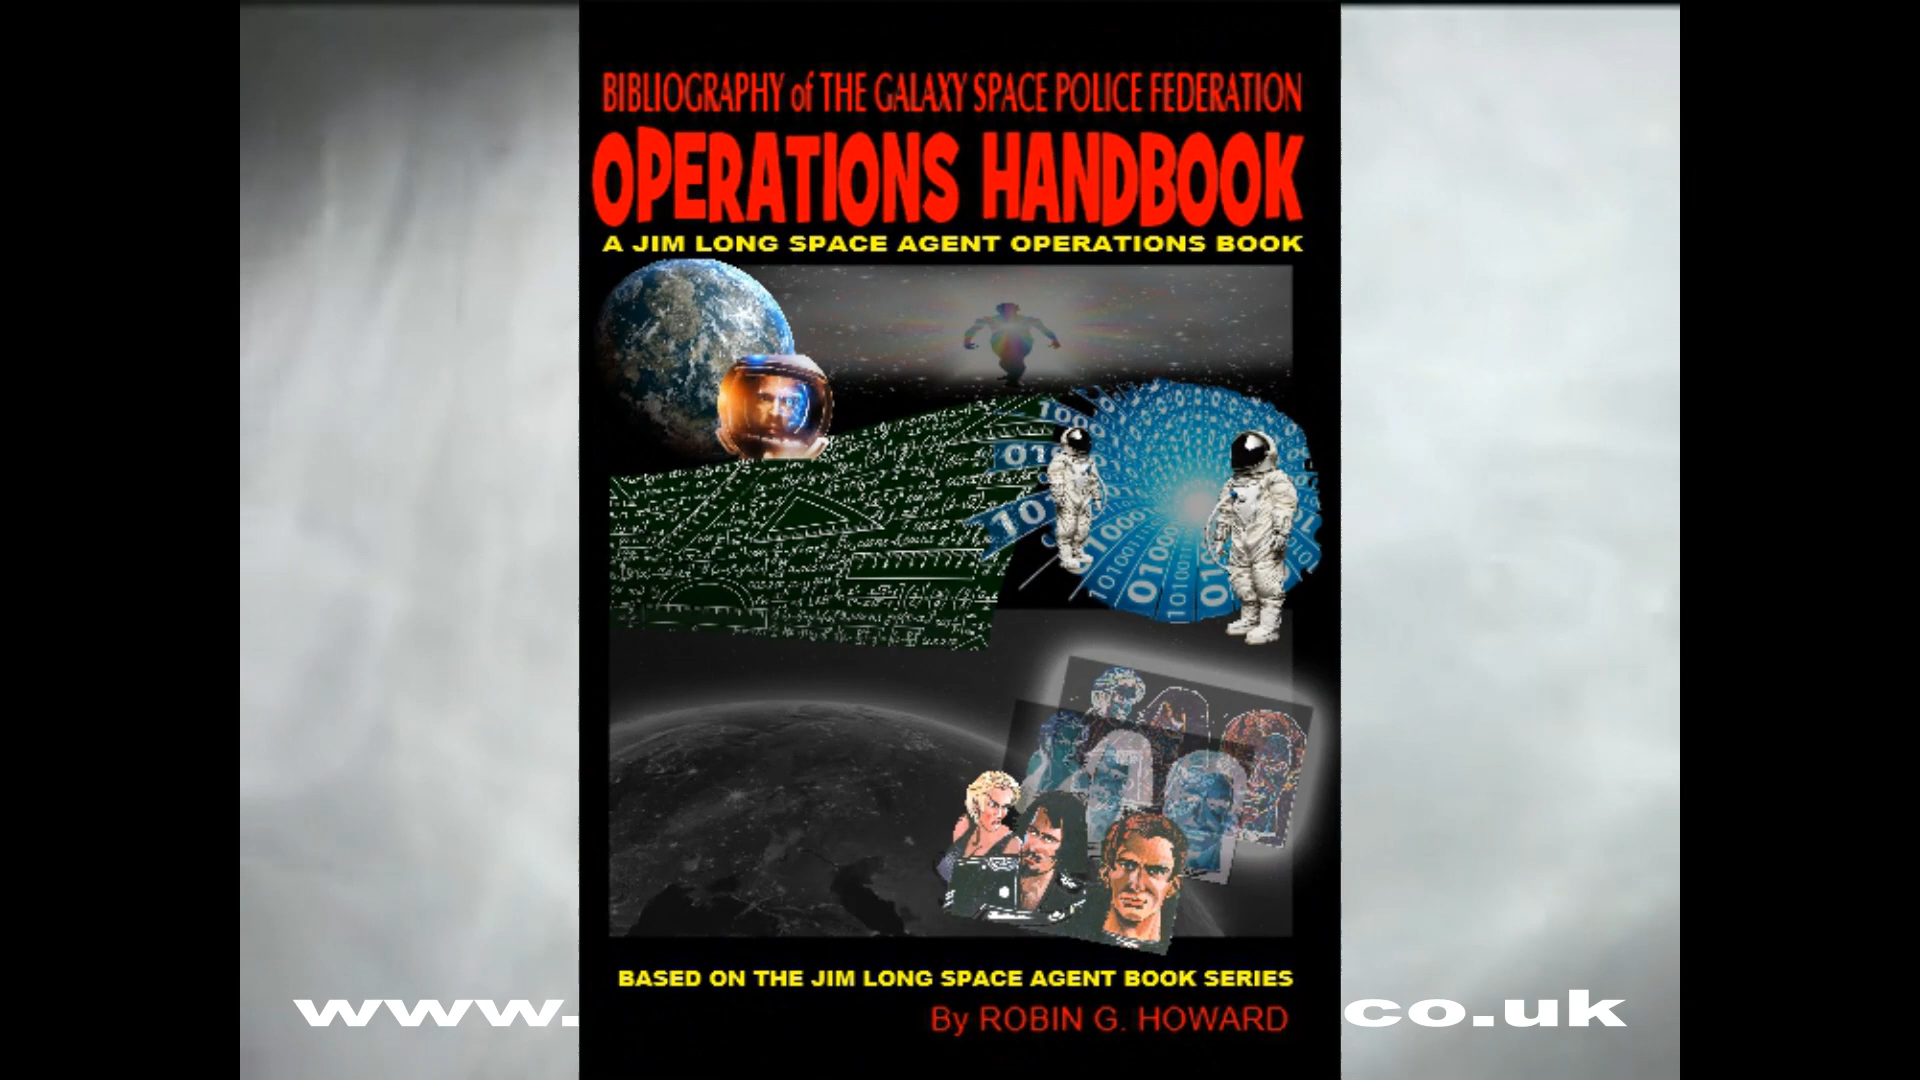 BIBLIOGRAPHY of THE GALAXY SPACE POLICE FEDERATION
OPERATIONS HANDBOOK
A JIM LONG SPACE AGENT OPERATIONS BOOK
BASED ON THE JIM LONG SPACE AGENT BOOK SERIES
www. co.uk
By ROBIN G. HOWARD